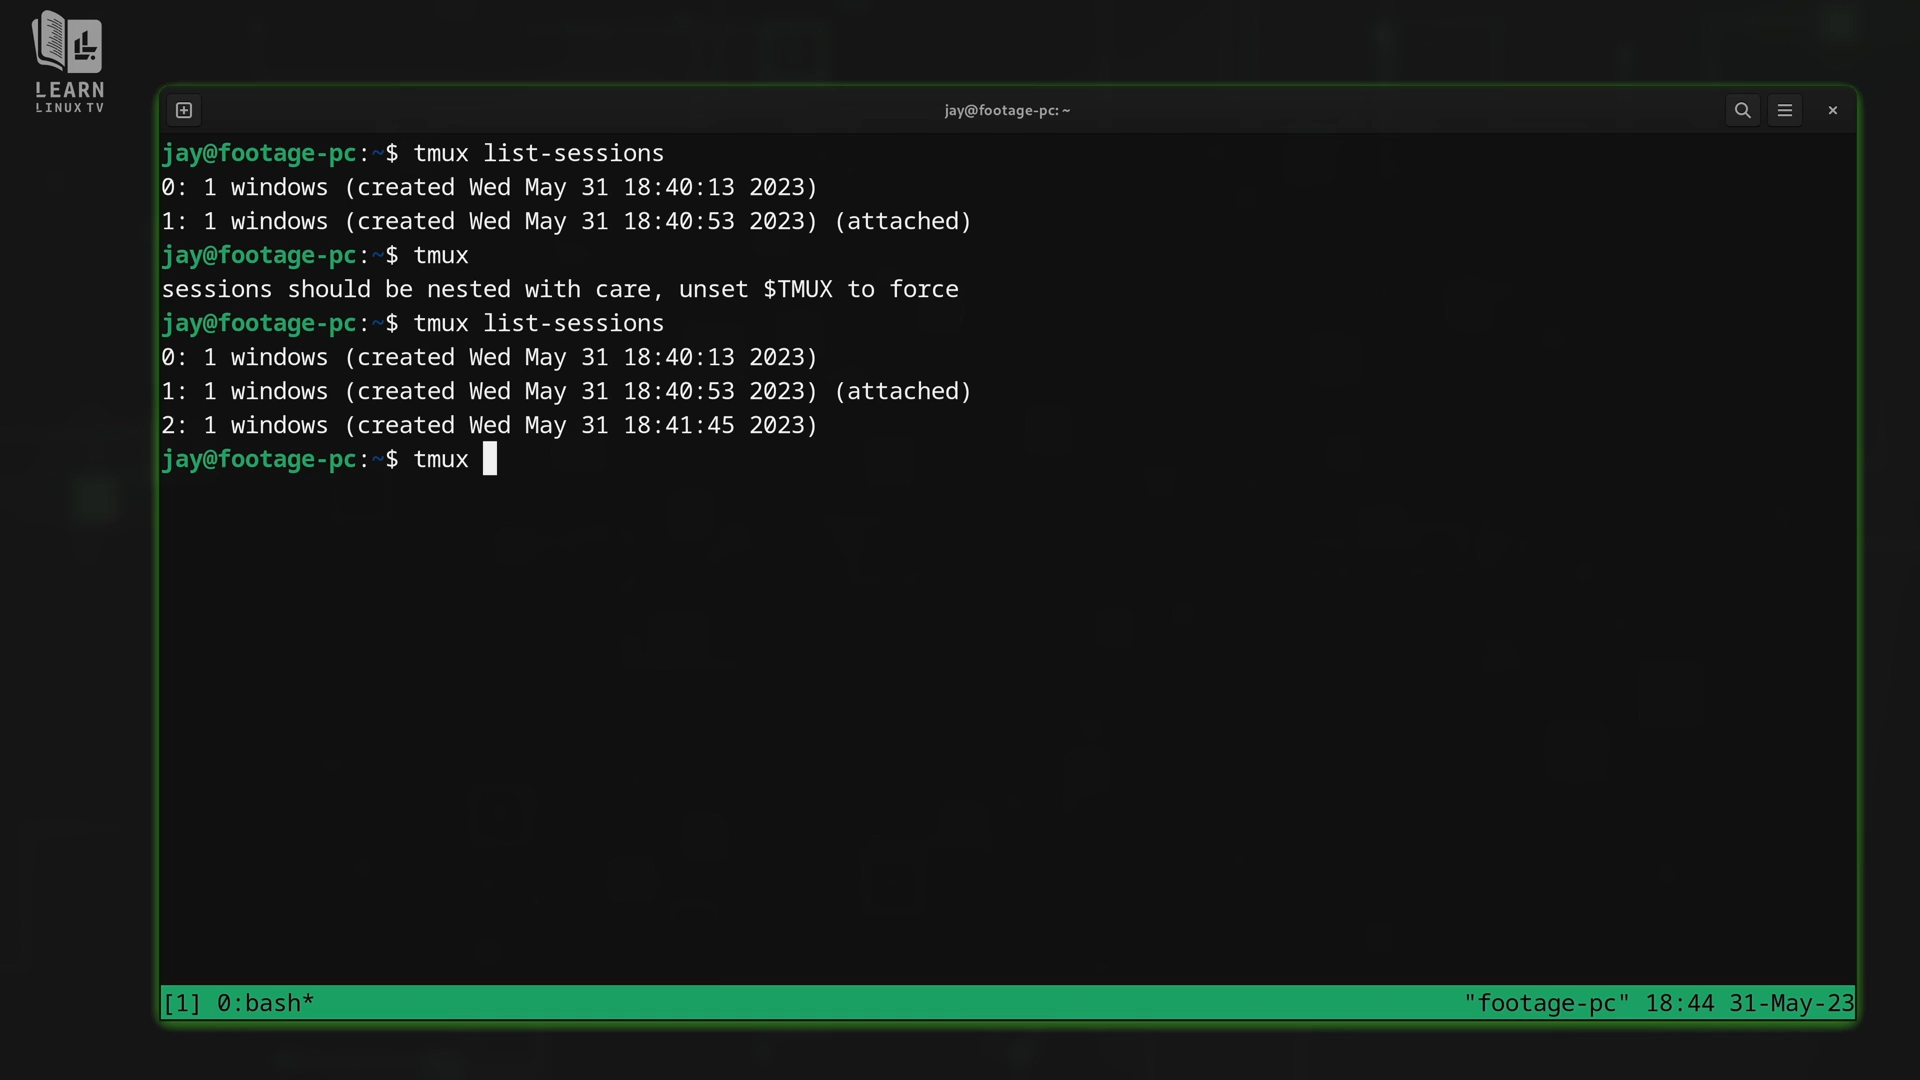 LEARN
LINUX TV
jay@footage-pc: ~
jay@footage-pc:~$ tmux list-sessions
0: 1 windows (created Wed May 31 18:40:13 2023)
1: 1 windows (created Wed May 31 18:40:53 2023) (attached)
jay@footage-pc:~$ tmux
sessions should be nested with care, unset $TMUX to force
jay@footage-pc:~$ tmux list-sessions
0: 1 windows (created Wed May 31 18:40:13 2023)
1: 1 windows (created Wed May 31 18:40:53 2023) (attached)
2: 1 windows (created Wed May 31 18:41:45 2023)
jay@footage-pc:~$ tmux
[1] 0:bash* "footage-pc" 18:44 31-May-23